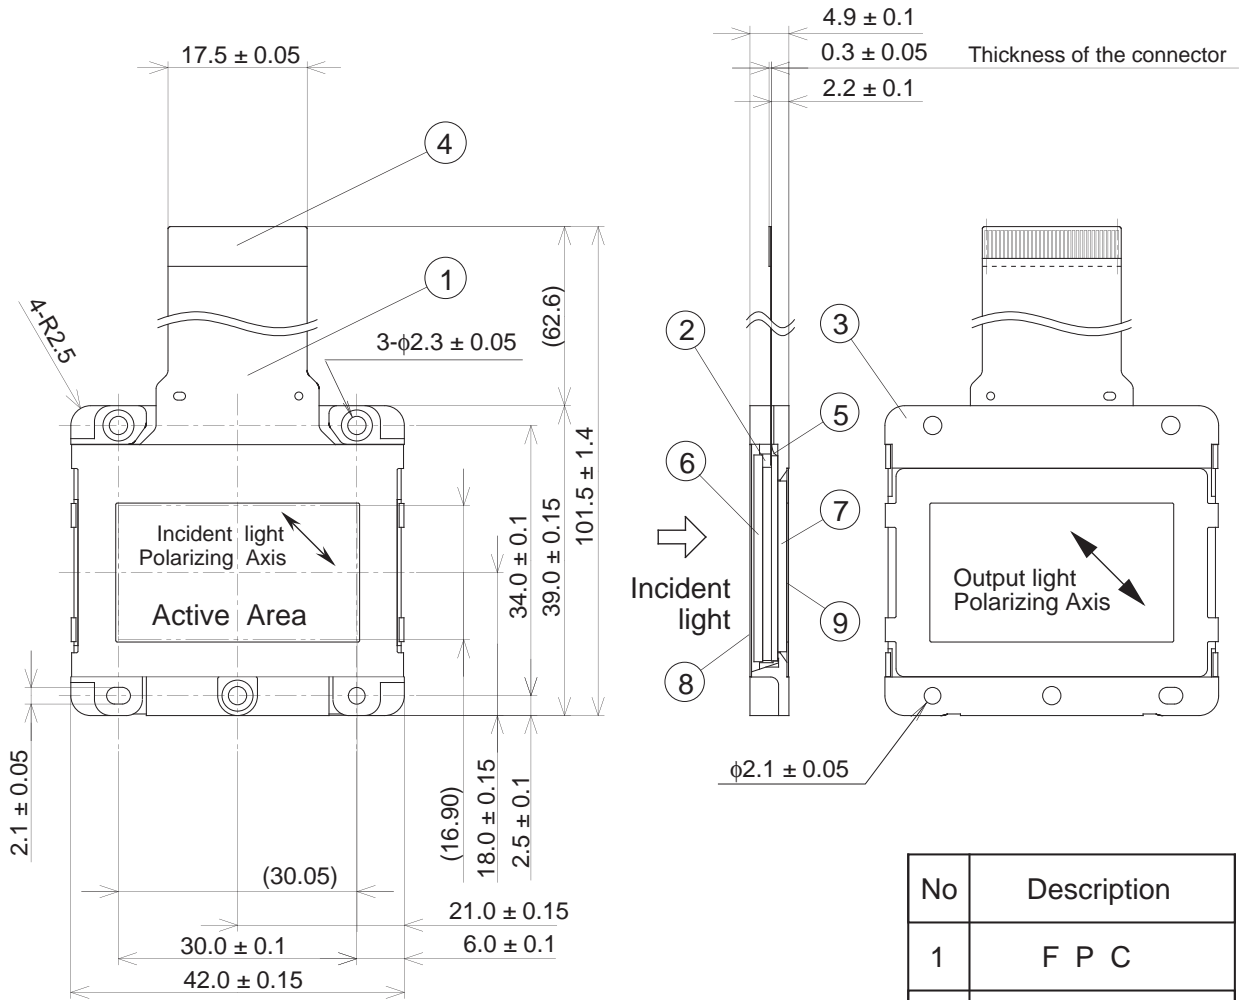 4.9 ± 0.1
17.5 ± 0.05
0.3 ± 0.05 Thickness of the connector
2.2 ± 0.1
4
1
4-R2.5
3-ϕ2.3 ± 0.05
(62.6)
2
3
5
6
7
101.5 ± 1.4
39.0 ± 0.15
34.0 ± 0.1
Incident light
Polarizing Axis
Active Area
Incident
light
8
9
Output light
Polarizing Axis
ϕ2.1 ± 0.05
2.1 ± 0.05
(16.90)
18.0 ± 0.15
2.5 ± 0.1
(30.05)
21.0 ± 0.15
30.0 ± 0.1
6.0 ± 0.1
42.0 ± 0.15
No Description
1 F P C